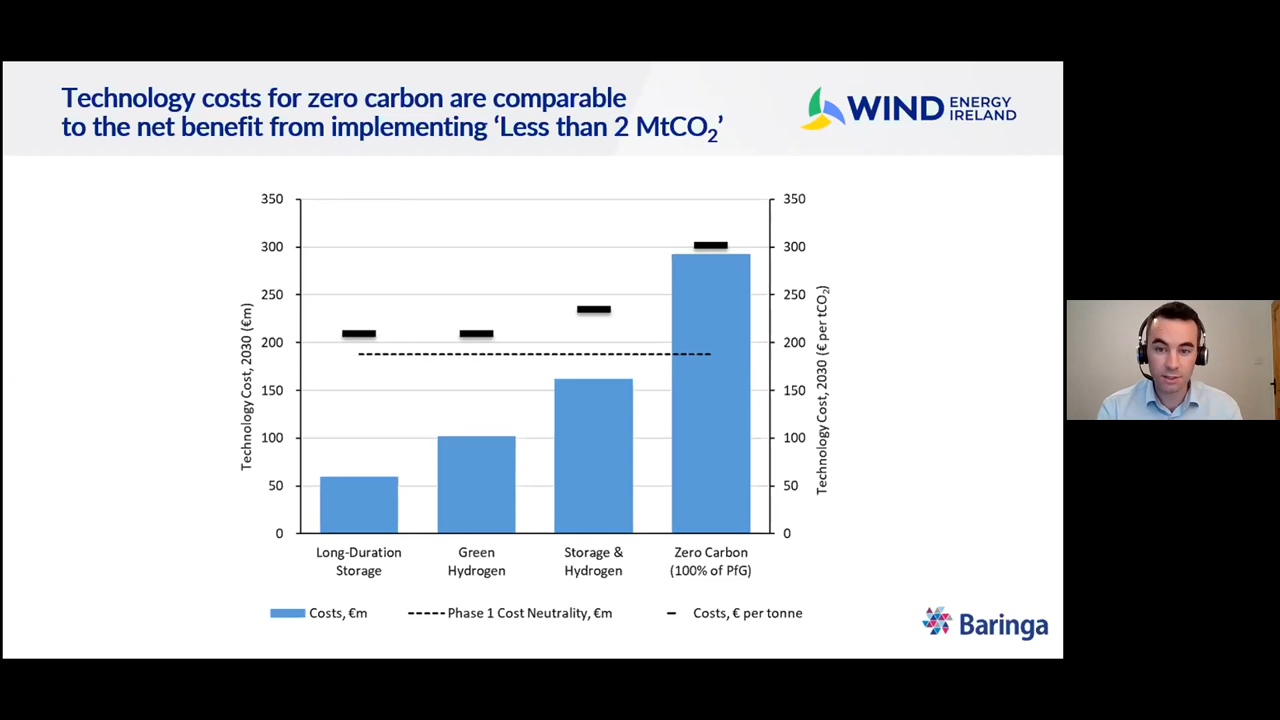 Technology costs for zero carbon are comparable
to the net benefit from implementing ‘Less than 2 MtCO₂’
WIND ENERGY
IRELAND
Technology Cost, 2030 (€m)
350
300
250
200
150
100
50
0
350
300
250
200
150
100
50
0
Technology Cost, 2030 (€ per tCO₂)
Long-Duration
Storage
Green
Hydrogen
Storage &
Hydrogen
Zero Carbon
(100% of PfG)
Costs, €m
Phase 1 Cost Neutrality, €m
Costs, € per tonne
Baringa